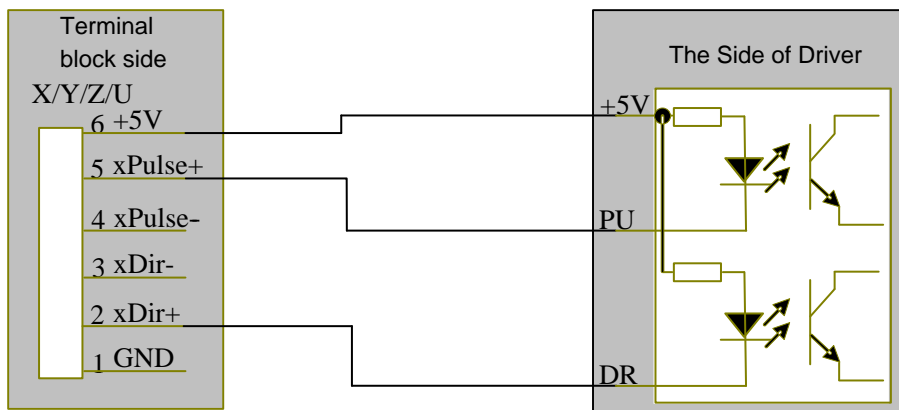 Terminal
block side
X/Y/Z/U
6 +5V
5 xPulse+
4 xPulse-
3 xDir-
2 xDir+
1 GND
The Side of Driver
+5V
PU
DR